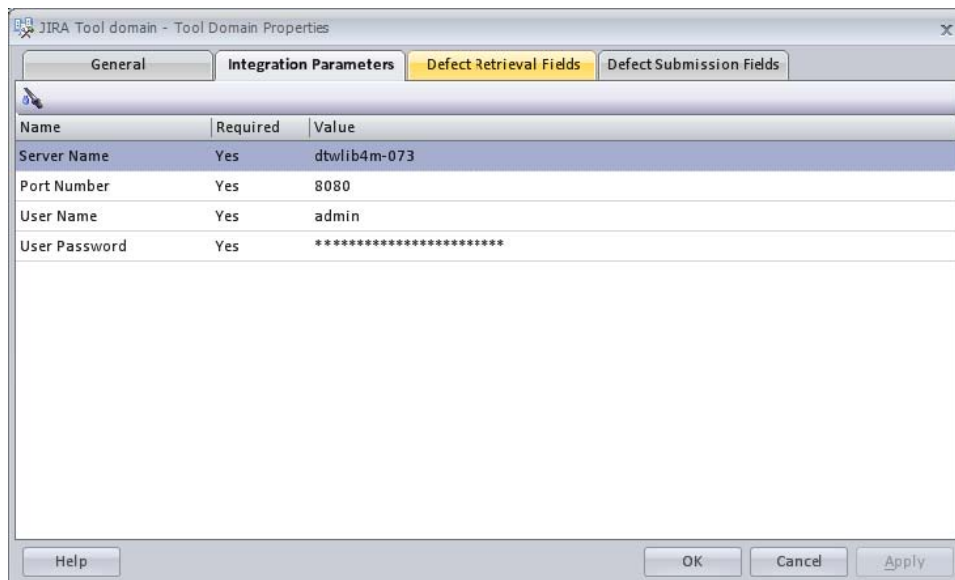 JIRA Tool domain - Tool Domain Properties x
General Integration Parameters Defect Retrieval Fields Defect Submission Fields
Name Required Value
Server Name Yes dtwlib4m-073
Port Number Yes 8080
User Name Yes admin
User Password Yes ************************
Help OK Cancel Apply